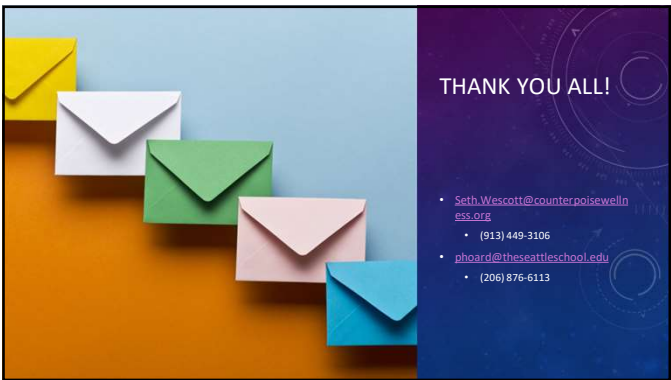 THANK YOU ALL!
• Seth.Wescott@counterpoisewelln
ess.org
• (913) 449-3106
• phoard@theseattleschool.edu
• (206) 876-6113